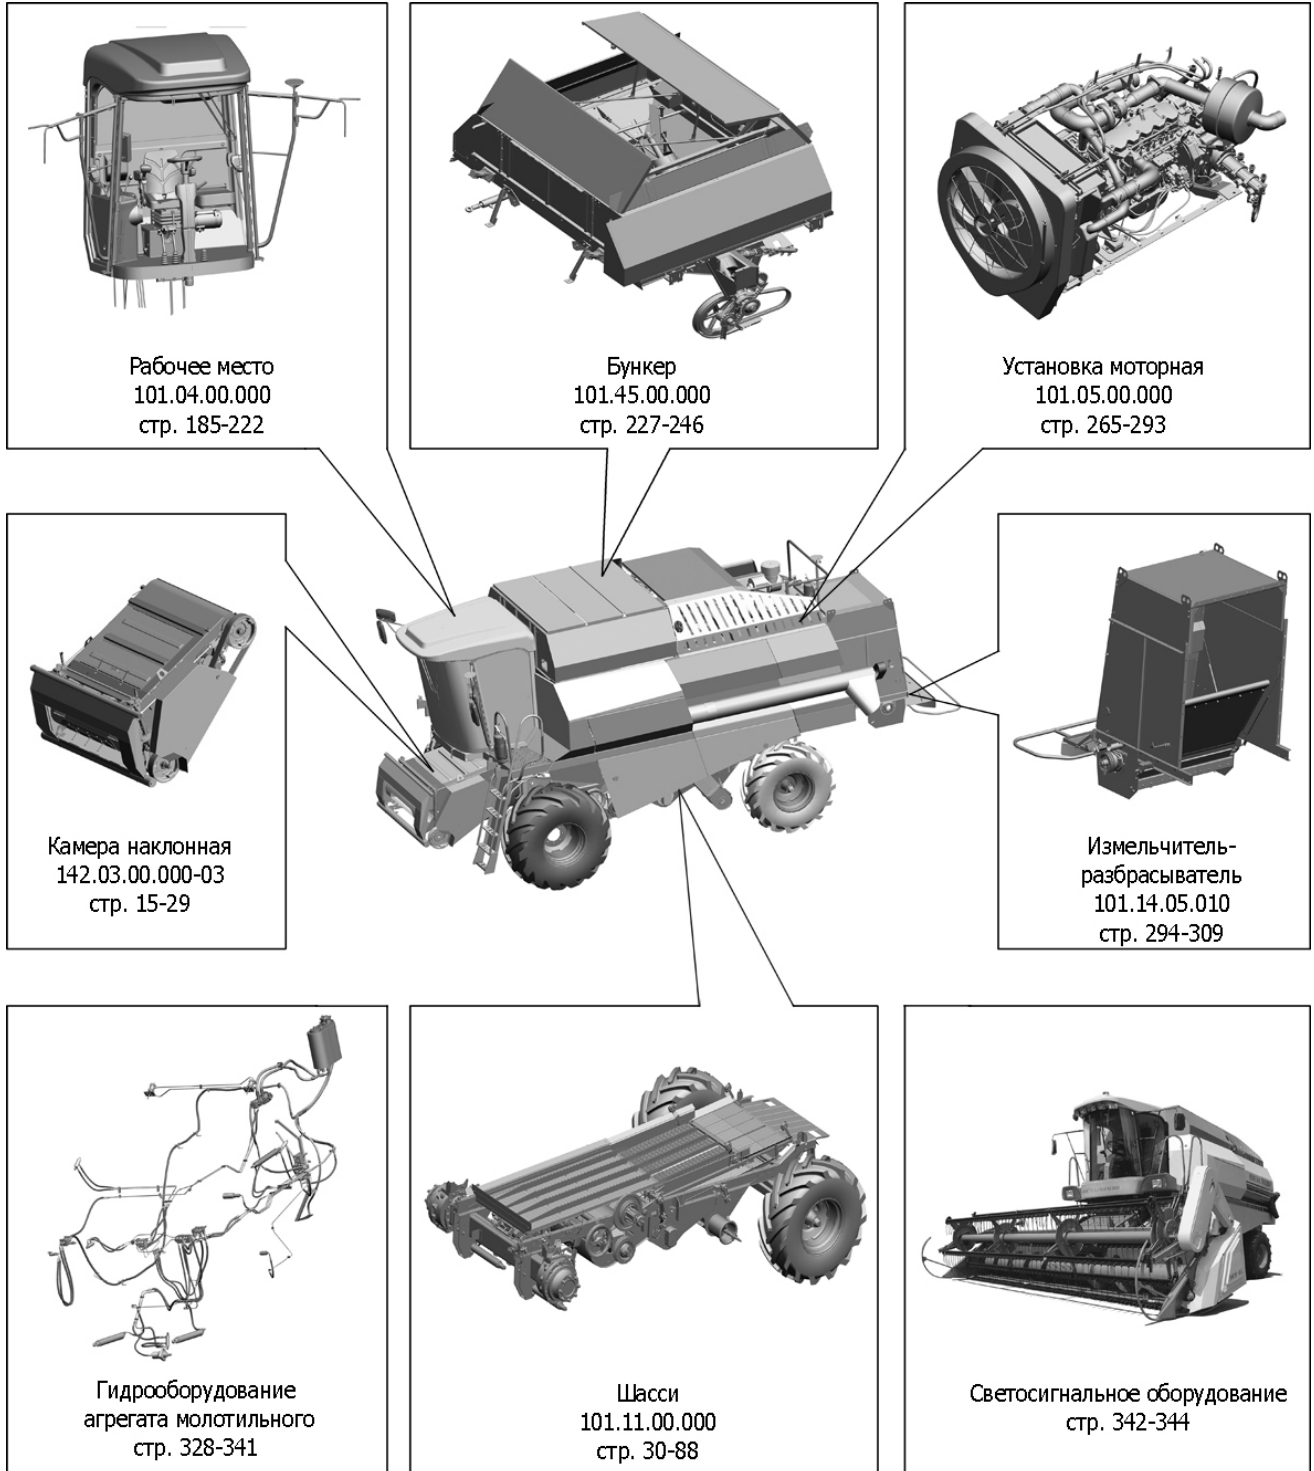 Рабочее место
101.04.00.000
стр. 185-222
Бункер
101.45.00.000
стр. 227-246
Установка моторная
101.05.00.000
стр. 265-293
Камера наклонная
142.03.00.000-03
стр. 15-29
Измельчитель-
разбрасыватель
101.14.05.010
стр. 294-309
Гидрооборудование
агрегата молотильного
стр. 328-341
Шасси
101.11.00.000
стр. 30-88
Светосигнальное оборудование
стр. 342-344